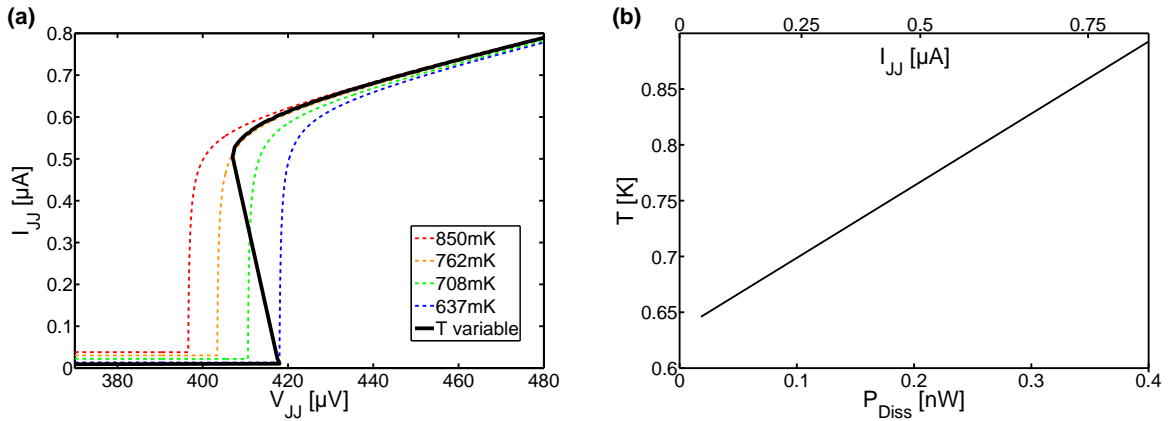 (a)
0.8
0.7
0.6
0.5
0.4
0.3
0.2
0.1
0
I_JJ [µA]
380 400 420 440 460 480
V_JJ [µV]
850mK
762mK
708mK
637mK
T variable
(b)
0 0.25 0.5 0.75
I_JJ [µA]
0.85
0.8
0.75
0.7
0.65
0.6
T [K]
0 0.1 0.2 0.3 0.4
P_Diss [nW]